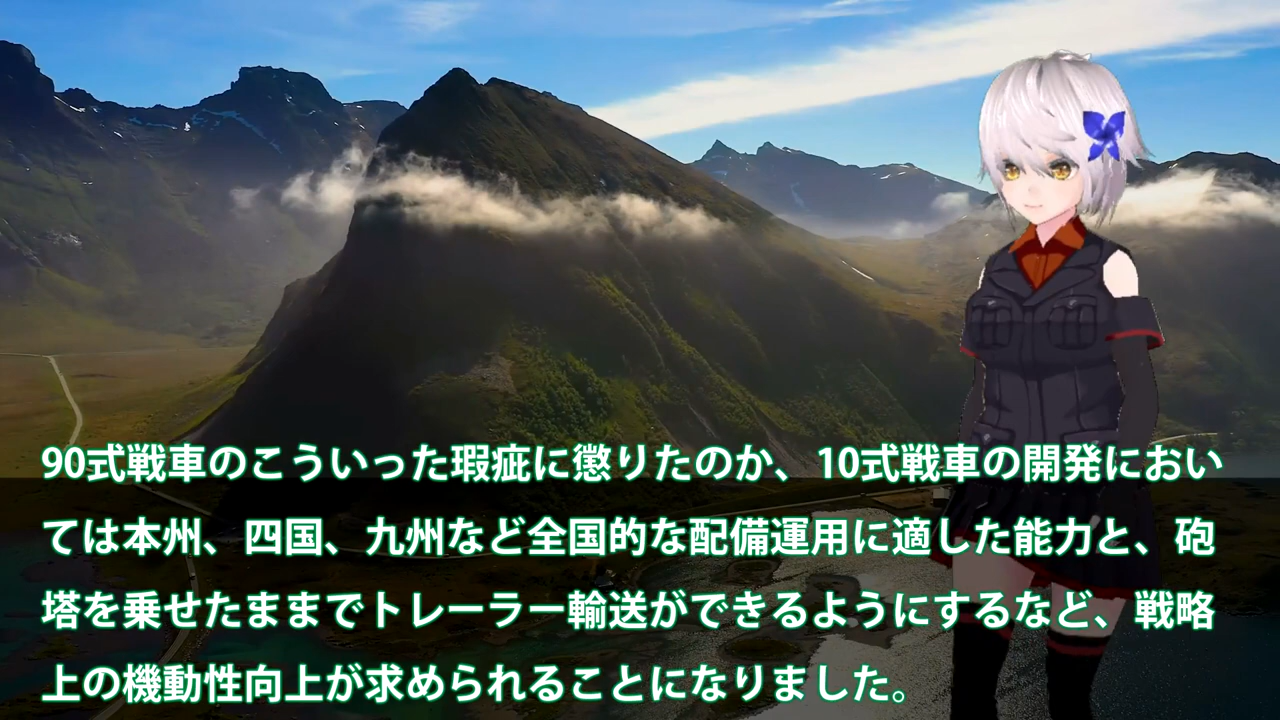 90式戦車のこういった瑕疵に懲りたのか、10式戦車の開発におい
ては本州、四国、九州など全国的な配備運用に適した能力と、砲
塔を乗せたままでトレーラー輸送ができるようにするなど、戦略
上の機動性向上が求められることになりました。